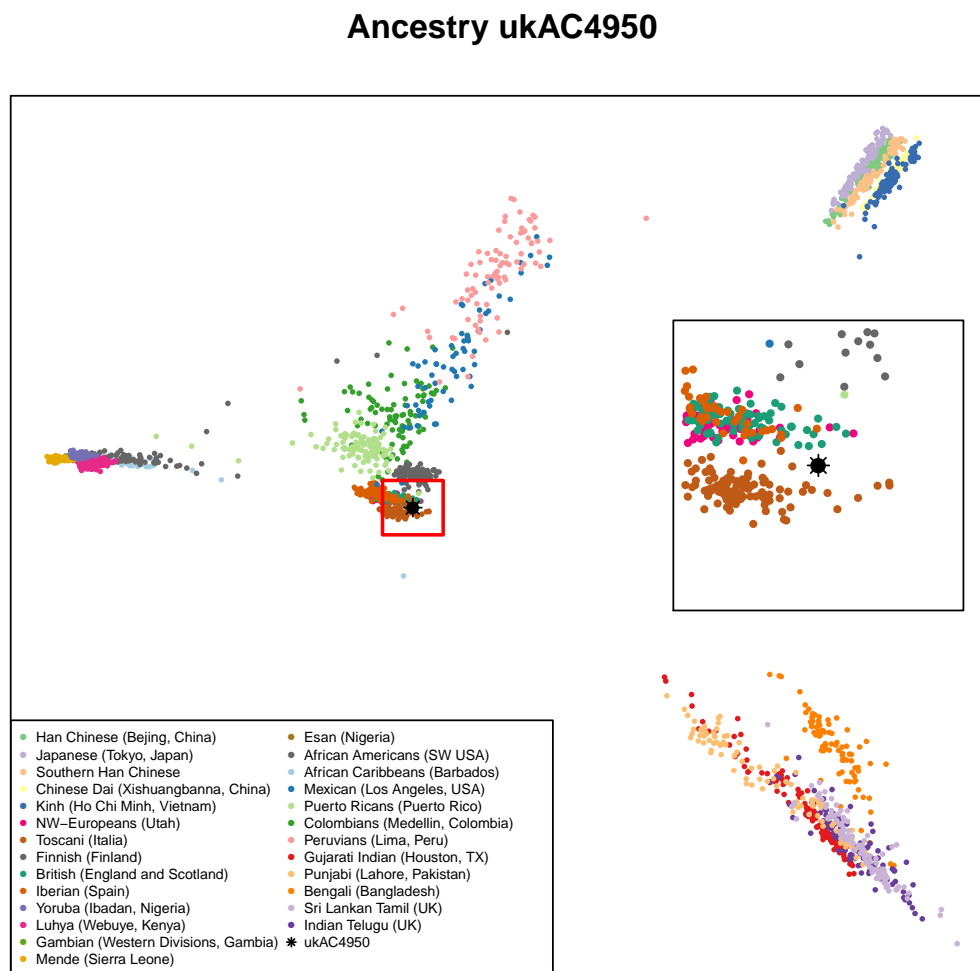 Ancestry ukAC4950
Han Chinese (Bejing, China)
Japanese (Tokyo, Japan)
Southern Han Chinese
Chinese Dai (Xishuangbanna, China)
Kinh (Ho Chi Minh, Vietnam)
NW−Europeans (Utah)
Toscani (Italia)
Finnish (Finland)
British (England and Scotland)
Iberian (Spain)
Yoruba (Ibadan, Nigeria)
Luhya (Webuye, Kenya)
Gambian (Western Divisions, Gambia)
Mende (Sierra Leone)
Esan (Nigeria)
African Americans (SW USA)
African Caribbeans (Barbados)
Mexican (Los Angeles, USA)
Puerto Ricans (Puerto Rico)
Colombians (Medellin, Colombia)
Peruvians (Lima, Peru)
Gujarati Indian (Houston, TX)
Punjabi (Lahore, Pakistan)
Bengali (Bangladesh)
Sri Lankan Tamil (UK)
Indian Telugu (UK)
ukAC4950